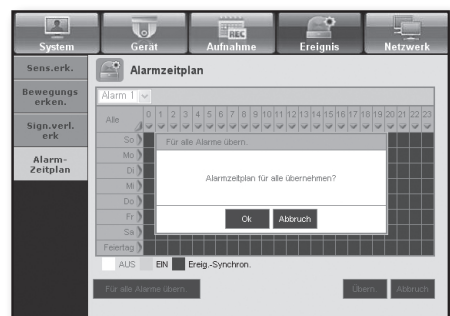 REC
System Gerät Aufnahme Ereignis Netzwerk
Sens.erk.
Bewegungs
erken.
Sign.verl.
erk
Alarm-
Zeitplan
Alarmzeitplan
Alarm 1
Alle 0 1 2 3 4 5 6 7 8 9 10 11 12 13 14 15 16 17 18 19 20 21 22 23
So
Mo
Di
Mi
Do
Fr
Sa
Feiertag
Für alle Alarme übern.
Alarmzeitplan für alle übernehmen?
Ok Abbruch
AUS EIN Ereig.-Synchron.
Für alle Alarme übern. Übern. Abbruch